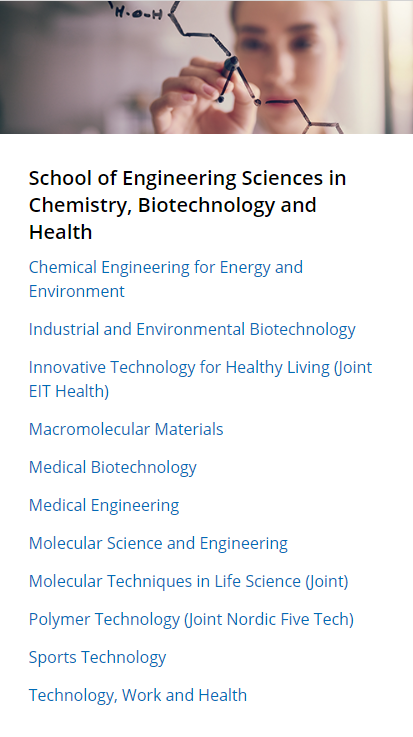 H-O-H
School of Engineering Sciences in
Chemistry, Biotechnology and
Health
Chemical Engineering for Energy and
Environment
Industrial and Environmental Biotechnology
Innovative Technology for Healthy Living (Joint
EIT Health)
Macromolecular Materials
Medical Biotechnology
Medical Engineering
Molecular Science and Engineering
Molecular Techniques in Life Science (Joint)
Polymer Technology (Joint Nordic Five Tech)
Sports Technology
Technology, Work and Health